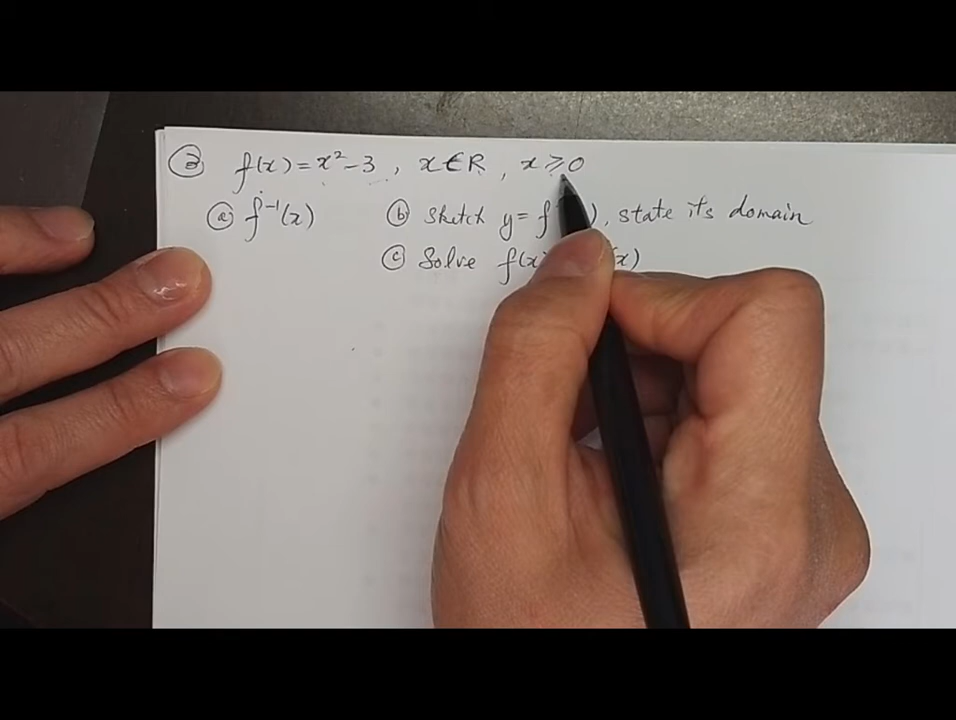 ② f(x) = x² - 3 , x ∈ R , x ≥ 0
ⓐ f⁻¹(x) ⓑ Sketch y = f ) , state its domain
ⓒ Solve f(x) (x)